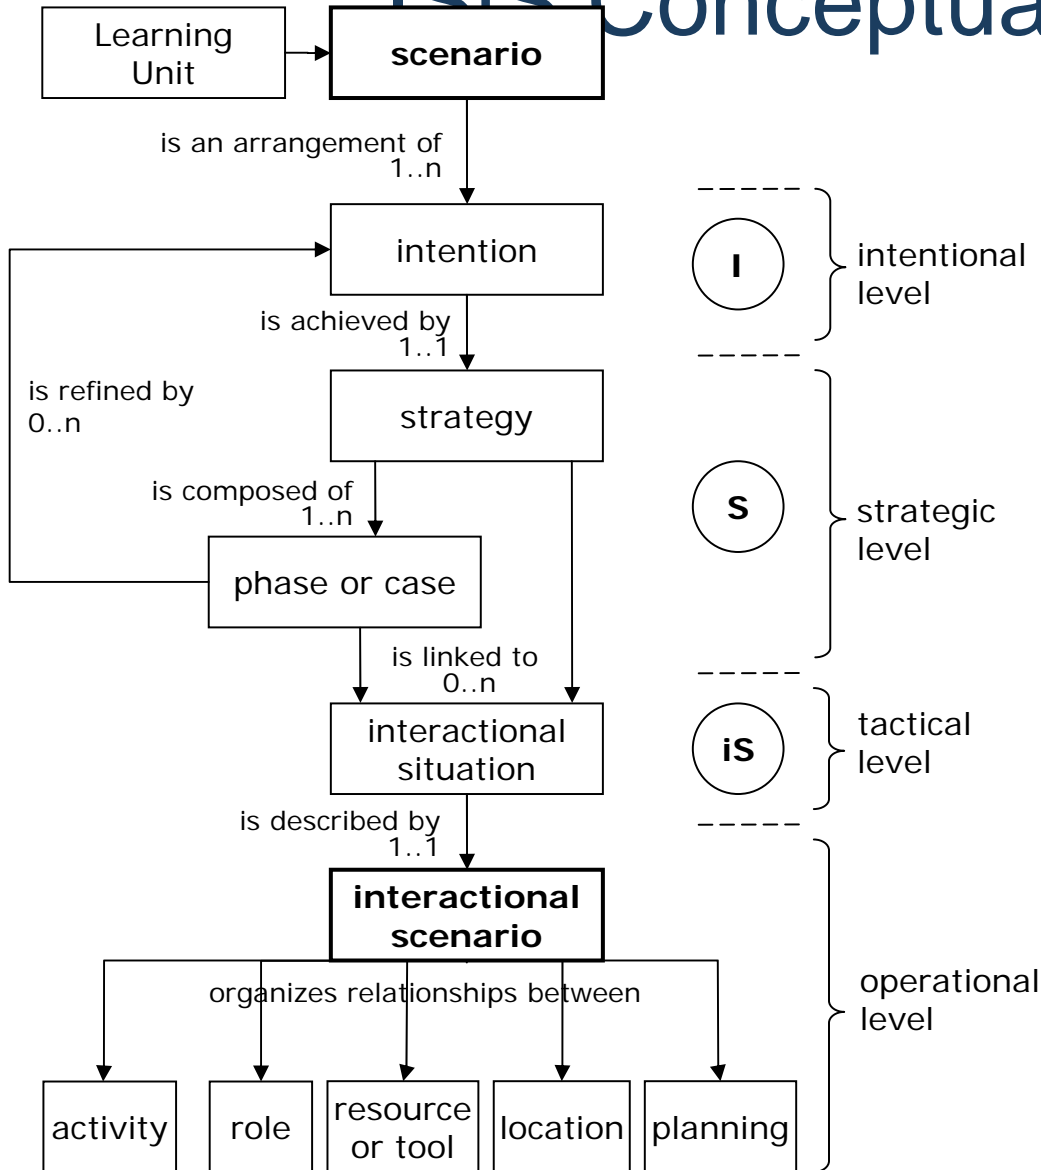 Conceptua
Learning
Unit
scenario
is an arrangement of
1..n
intention
I
intentional
level
is achieved by
1..1
is refined by
0..n
strategy
is composed of
1..n
S
strategic
level
phase or case
is linked to
0..n
interactional
situation
iS
tactical
level
is described by
1..1
interactional
scenario
organizes relationships between
operational
level
activity
role
resource
or tool
location
planning